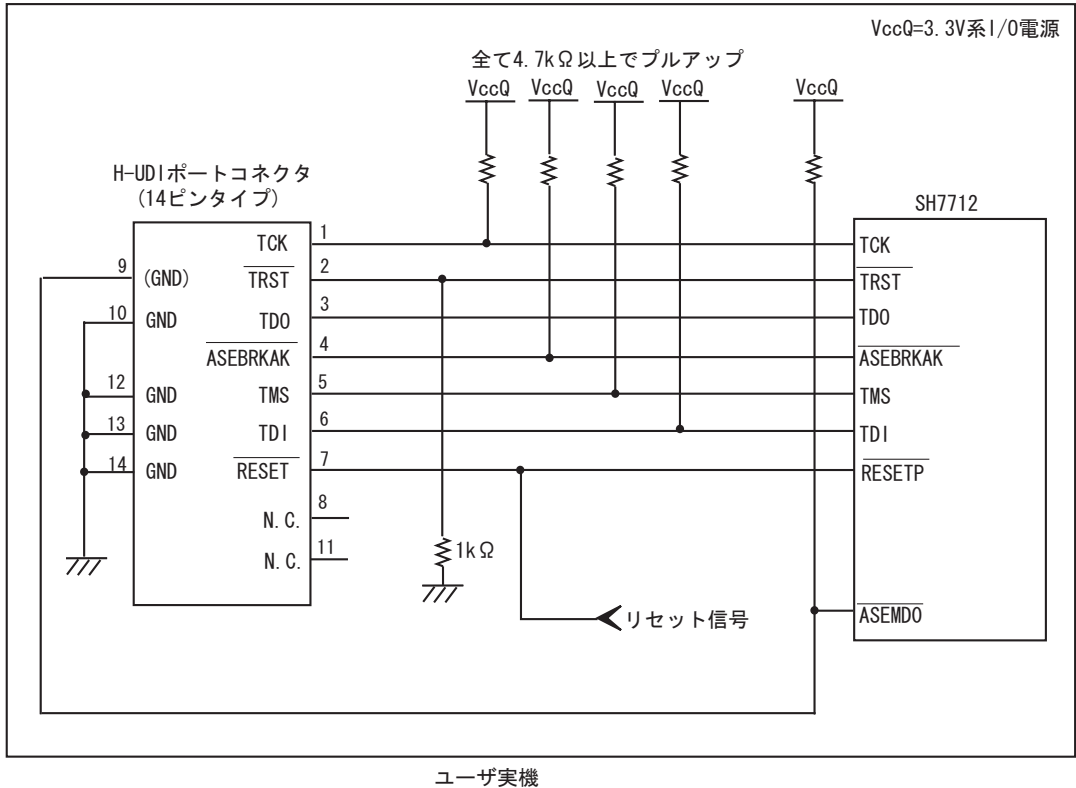 VccQ=3.3V系I/O電源
全て4.7kΩ以上でプルアップ
VccQ VccQ VccQ VccQ VccQ
H-UDIポートコネクタ
(14ピンタイプ)
SH7712
TCK 1 TCK
9 (GND) TRST 2 TRST
10 GND TDO 3 TDO
ASEBRKAK 4 ASEBRKAK
12 GND TMS 5 TMS
13 GND TDI 6 TDI
14 GND RESET 7 RESETP
N.C. 8
N.C. 11
1kΩ
リセット信号
ASEMD0
ユーザ実機